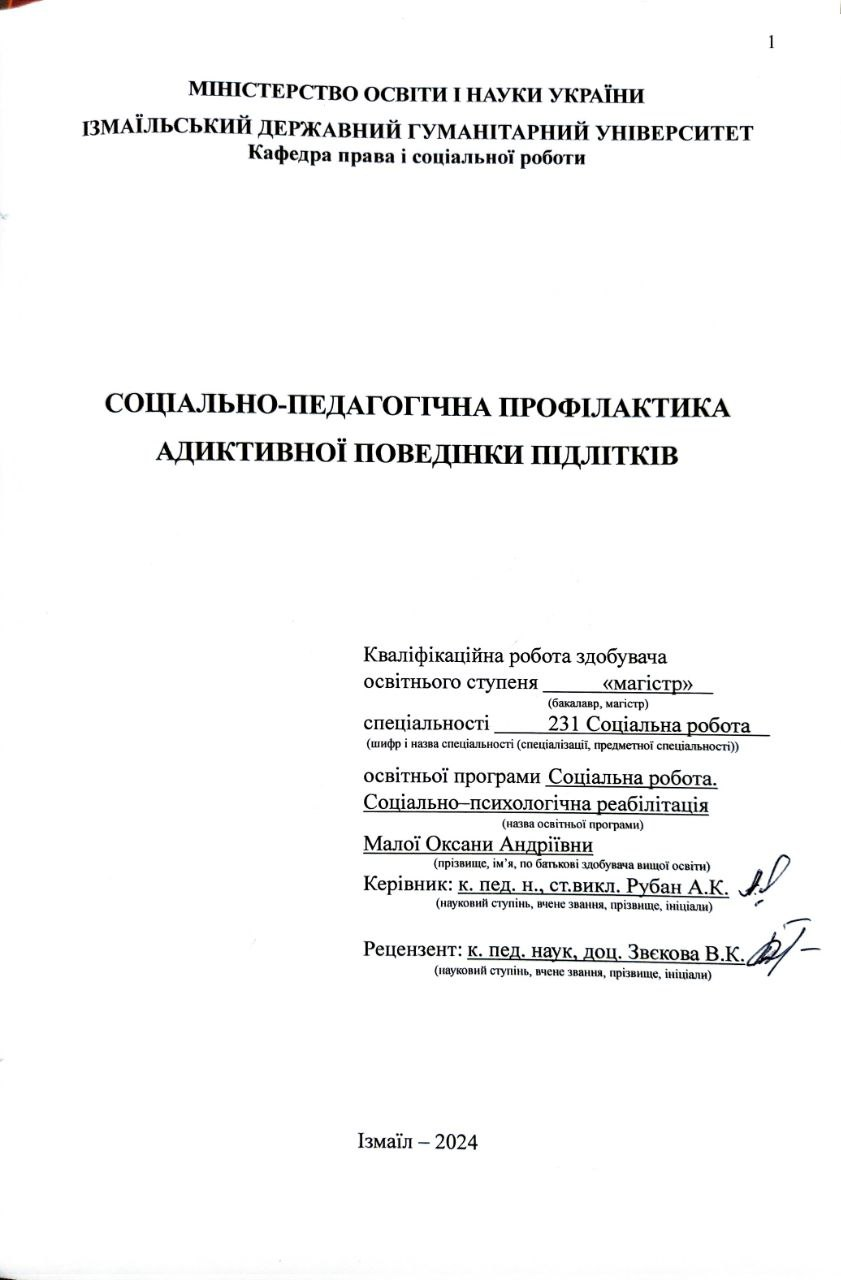 1
МІНІСТЕРСТВО ОСВІТИ І НАУКИ УКРАЇНИ
ІЗМАЇЛЬСЬКИЙ ДЕРЖАВНИЙ ГУМАНІТАРНИЙ УНІВЕРСИТЕТ
Кафедра права і соціальної роботи
СОЦІАЛЬНО-ПЕДАГОГІЧНА ПРОФІЛАКТИКА
АДИКТИВНОЇ ПОВЕДІНКИ ПІДЛІТКІВ
Кваліфікаційна робота здобувача
освітнього ступеня «магістр»
(бакалавр, магістр)
спеціальності 231 Соціальна робота
(шифр і назва спеціальності (спеціалізації, предметної спеціальності))
освітньої програми Соціальна робота.
Соціально–психологічна реабілітація
(назва освітньої програми)
Малої Оксани Андріївни
(прізвище, ім’я, по батькові здобувача вищої освіти)
Керівник: к. пед. н., ст.викл. Рубан А.К.
(науковий ступінь, вчене звання, прізвище, ініціали)
Рецензент: к. пед. наук, доц. Звєкова В.К.
(науковий ступінь, вчене звання, прізвище, ініціали)
Ізмаїл – 2024